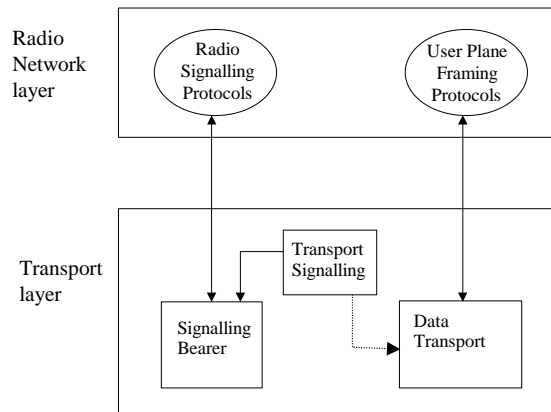 Radio
Network
layer
Radio
Signalling
Protocols
User Plane
Framing
Protocols
Transport
layer
Transport
Signalling
Signalling
Bearer
Data
Transport